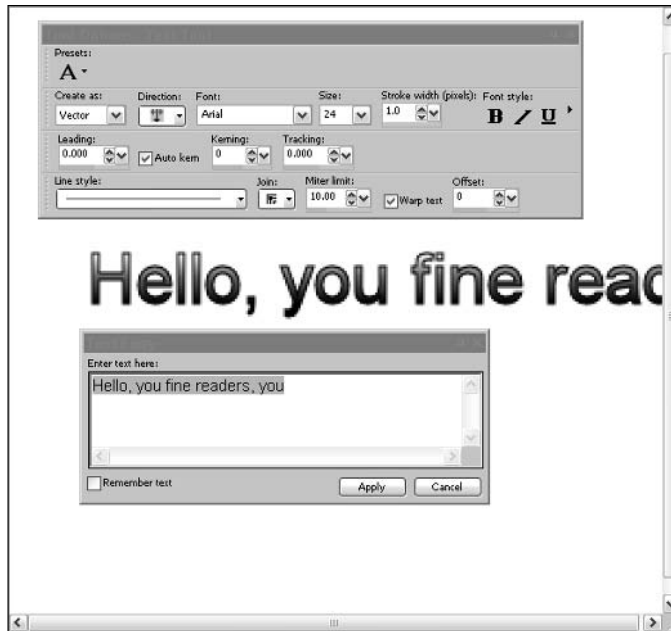 Presets:
A
Create as: Direction: Font: Size: Stroke width (pixels): Font style:
Vector Arial 24 1.0 B I U
Leading: Kerning: Tracking:
0.000 Auto kern 0 0.000
Line style: Join: Miter limit: Offset:
10.00 Warp text 0
Hello, you fine read
Enter text here:
Hello, you fine readers, you
Remember text Apply Cancel